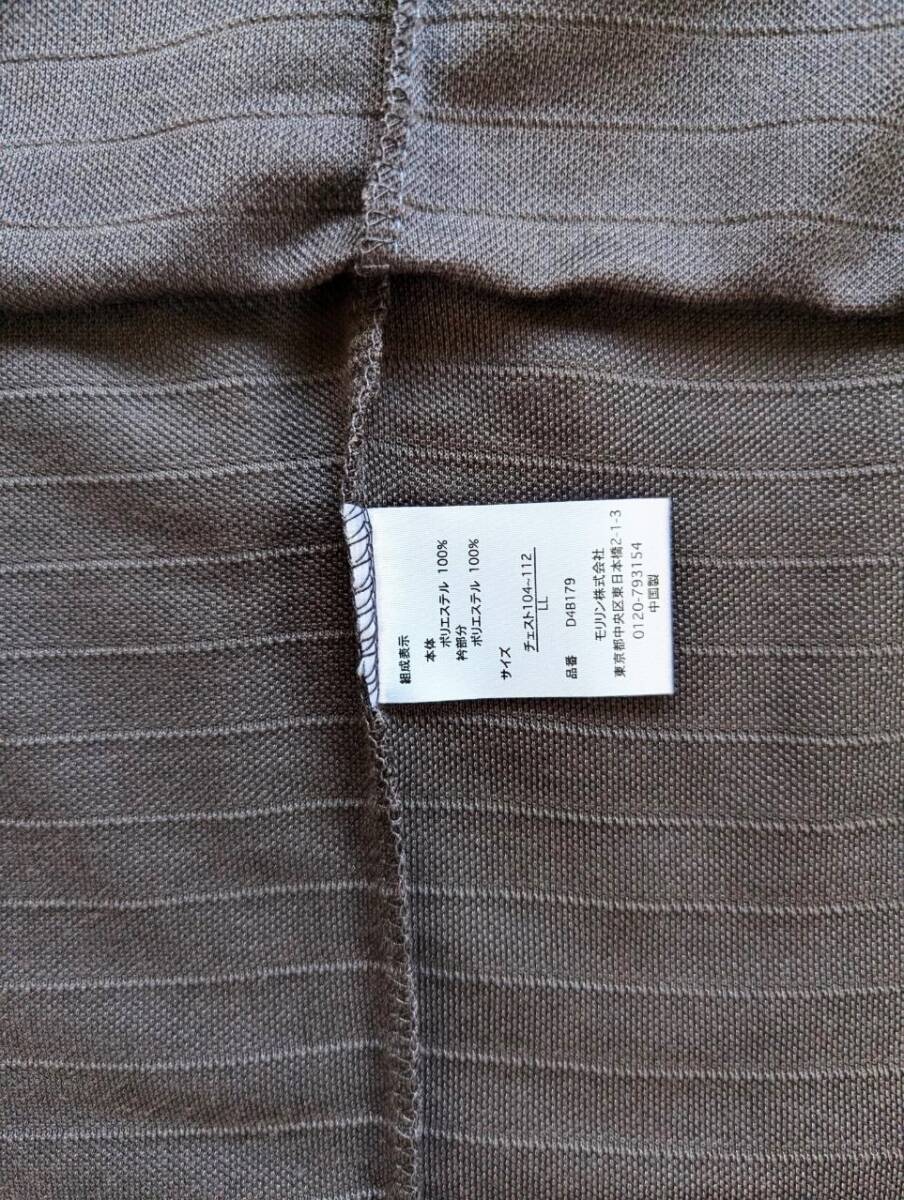 組成表示
本体
ポリエステル 100%
衿部分
ポリエステル 100%
サイズ
チェスト104~112
LL
品番 D4B179
モリリン株式会社
東京都中央区東日本橋2-1-3
0120-793154
中国製